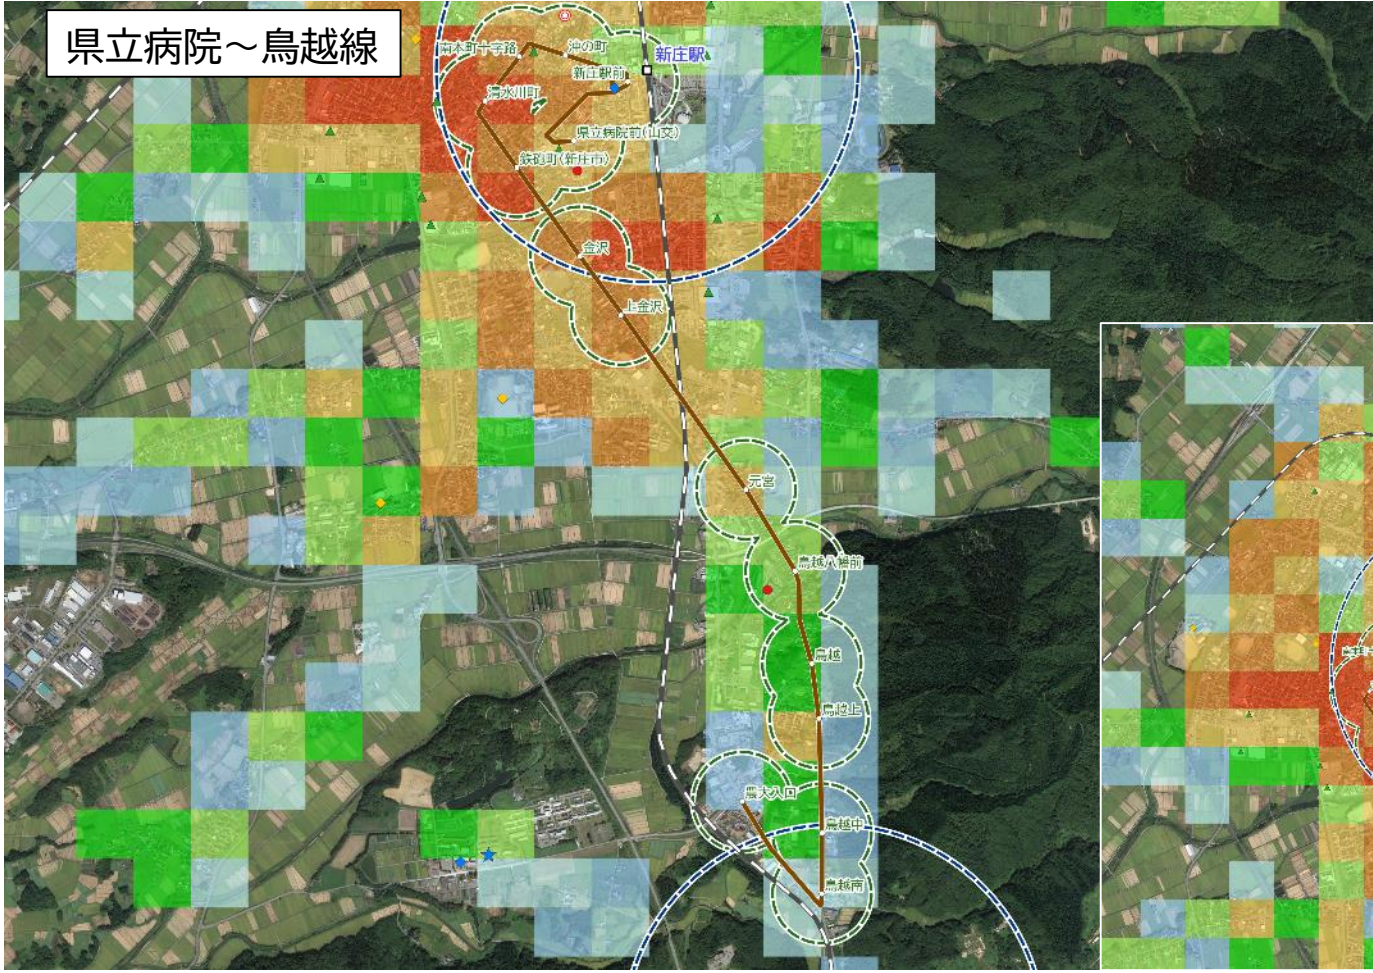 県立病院～鳥越線
南本町十字路
沖の町
新庄駅
新庄駅前
清水川町
県立病院前(山交)
鉄砲町(新庄市)
金沢
上金沢
元宮
鳥越八幡前
鳥越
鳥越上
農大入口
鳥越中
鳥越南